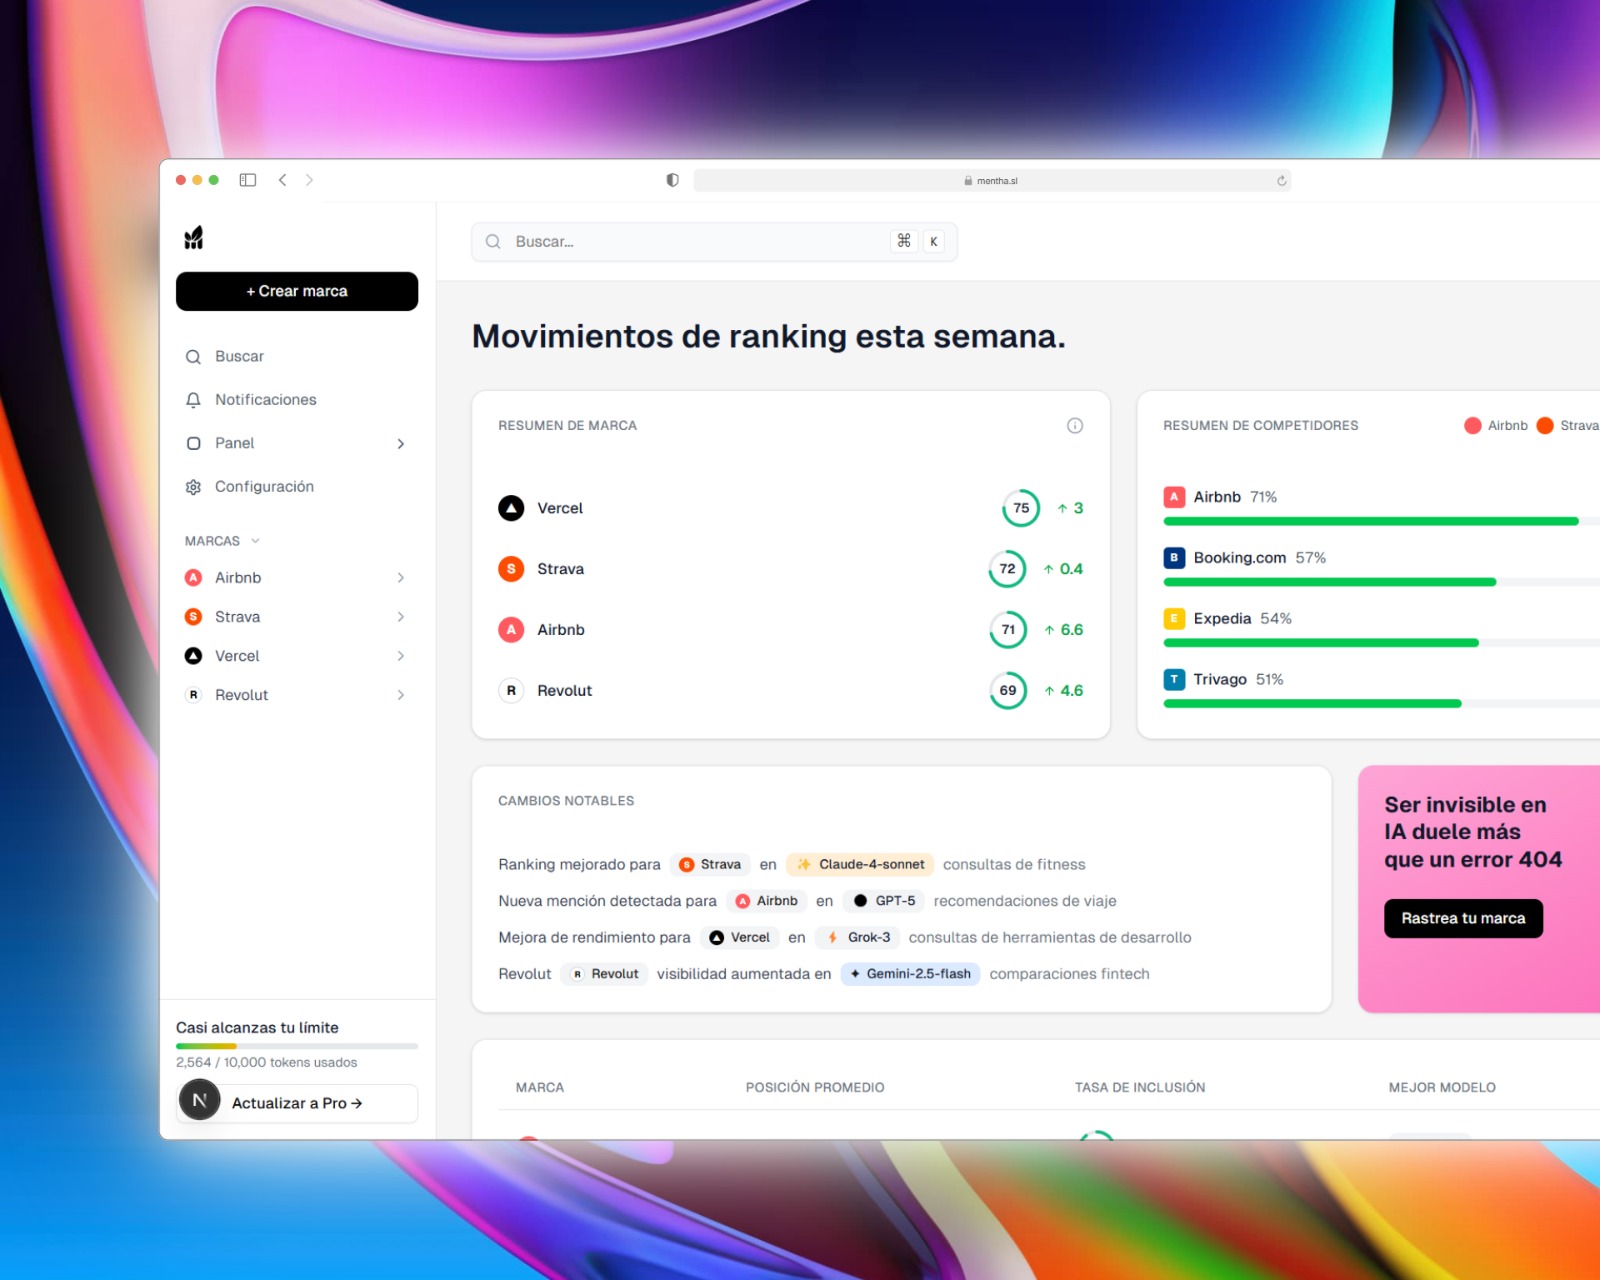 mentha.sl
Buscar...
⌘ K
+ Crear marca
Buscar
Notificaciones
Panel
Configuración
MARCAS
A Airbnb
S Strava
Vercel
R Revolut
Casi alcanzas tu límite
2,564 / 10,000 tokens usados
N
Actualizar a Pro →
Movimientos de ranking esta semana.
RESUMEN DE MARCA
Vercel 75 ↑ 3
S Strava 72 ↑ 0.4
A Airbnb 71 ↑ 6.6
R Revolut 69 ↑ 4.6
RESUMEN DE COMPETIDORES Airbnb Strava
A Airbnb 71%
B Booking.com 57%
E Expedia 54%
T Trivago 51%
CAMBIOS NOTABLES
Ranking mejorado para S Strava en Claude-4-sonnet consultas de fitness
Nueva mención detectada para A Airbnb en GPT-5 recomendaciones de viaje
Mejora de rendimiento para Vercel en Grok-3 consultas de herramientas de desarrollo
Revolut R Revolut visibilidad aumentada en Gemini-2.5-flash comparaciones fintech
Ser invisible en
IA duele más
que un error 404
Rastrea tu marca
MARCA POSICIÓN PROMEDIO TASA DE INCLUSIÓN MEJOR MODELO